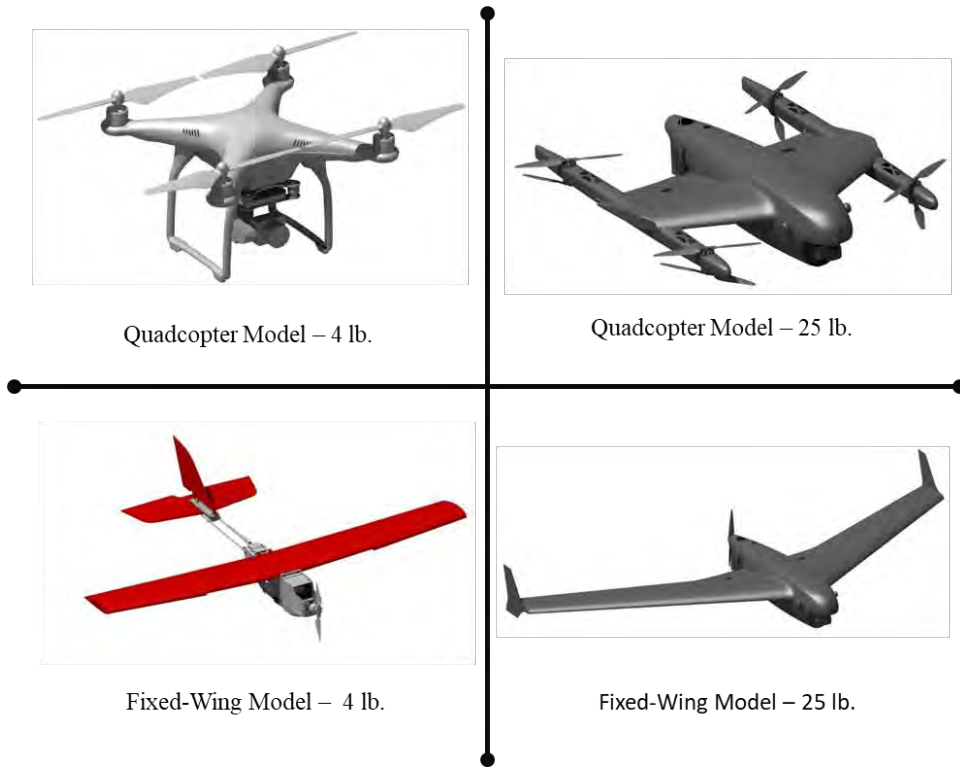 Quadcopter Model – 4 lb.
Quadcopter Model – 25 lb.
Fixed-Wing Model –  4 lb.
Fixed-Wing Model – 25 lb.